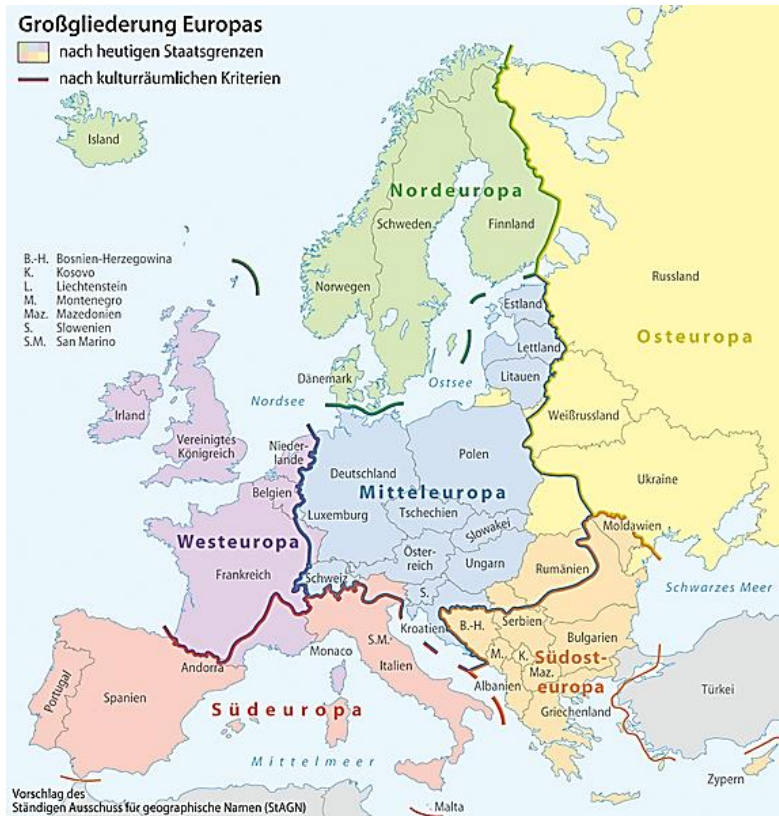 Großgliederung Europas
nach heutigen Staatsgrenzen
nach kulturräumlichen Kriterien
Island
Nordeuropa
Schweden
Finnland
Norwegen
B.-H. Bosnien-Herzegowina
K. Kosovo
L. Liechtenstein
M. Montenegro
Maz. Mazedonien
S. Slowenien
S.M. San Marino
Russland
Estland
Lettland
Litauen
Osteuropa
Dänemark
Ostsee
Nordsee
Weißrussland
Irland
Vereinigtes
Königreich
Nieder-
lande
Deutschland
Polen
Belgien
Mitteleuropa
Ukraine
Luxemburg
Tschechien
Slowakei
Moldawien
Westeuropa
Öster-
reich
Ungarn
Frankreich
Schweiz
Rumänien
Schwarzes Meer
S.
Kroatien
B.-H.
Serbien
S.M.
Bulgarien
Monaco
Andorra
Italien
M.
K.
Maz.
Südost-
europa
Albanien
Portugal
Spanien
Südeuropa
Griechenland
Türkei
Mittelmeer
Zypern
Malta
Vorschlag des
Ständigen Ausschuss für geographische Namen (StAGN)